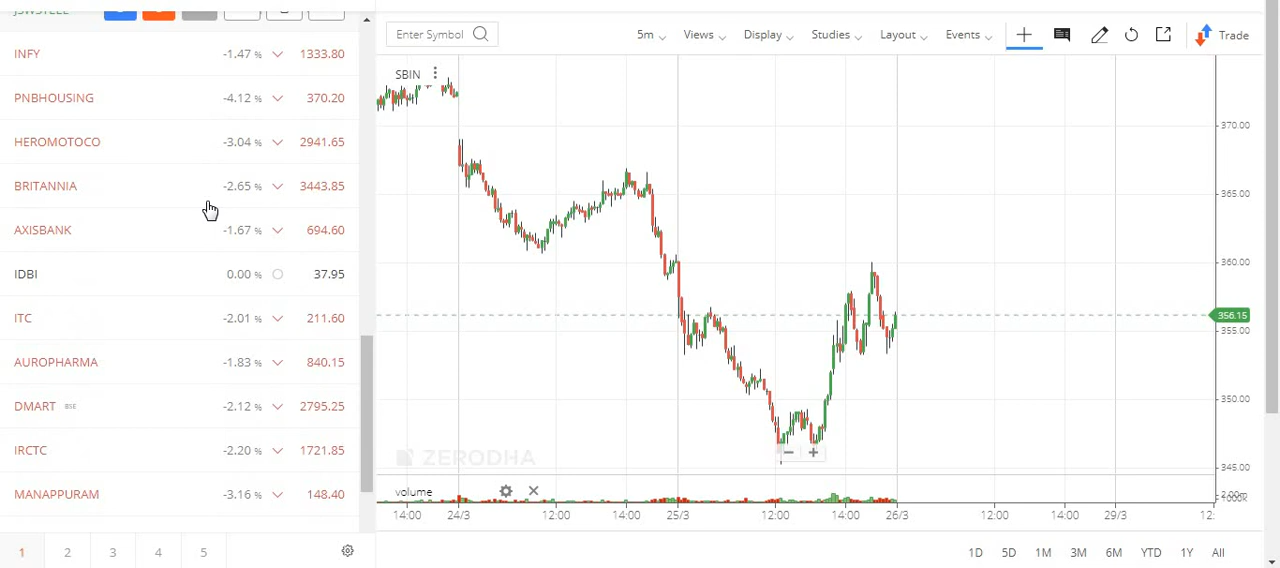 JSWSTEEL
INFY -1.47 % 1333.80
PNBHOUSING -4.12 % 370.20
HEROMOTOCO -3.04 % 2941.65
BRITANNIA -2.65 % 3443.85
AXISBANK -1.67 % 694.60
IDBI 0.00 % 37.95
ITC -2.01 % 211.60
AUROPHARMA -1.83 % 840.15
DMART BSE -2.12 % 2795.25
IRCTC -2.20 % 1721.85
MANAPPURAM -3.16 % 148.40
1 2 3 4 5
Enter Symbol 5m Views Display Studies Layout Events Trade
SBIN
370.00
365.00
360.00
356.15
355.00
350.00
345.00
ZERODHA
volume
14:00 24/3 12:00 14:00 25/3 12:00 14:00 26/3 12:00 14:00 29/3 12:
1D 5D 1M 3M 6M YTD 1Y All